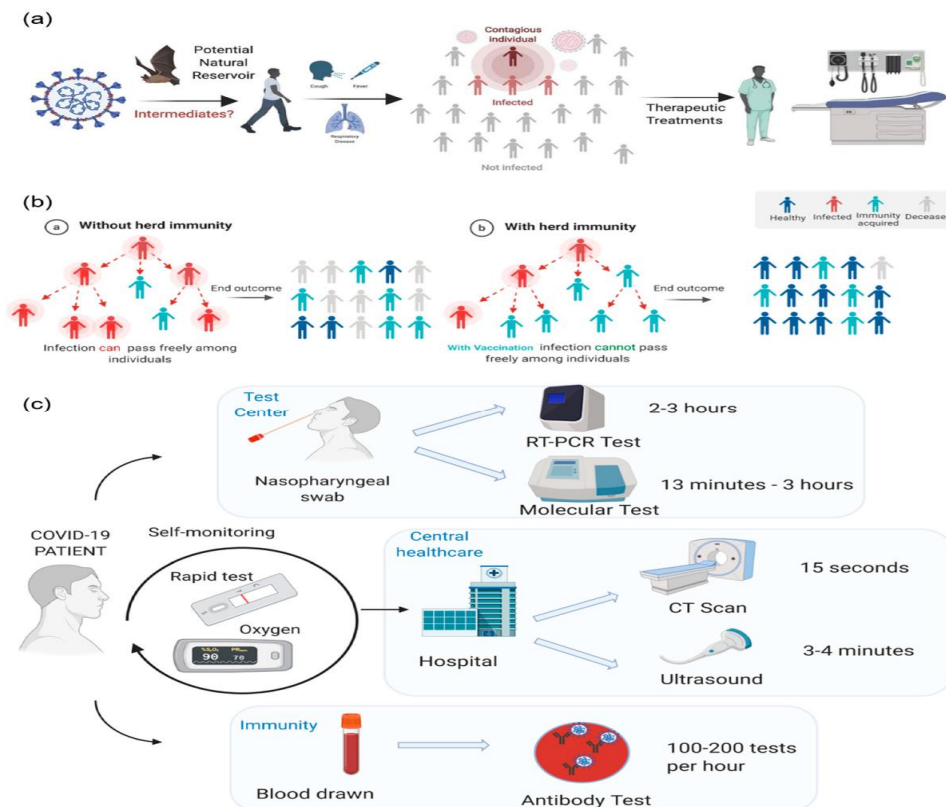 (a)
Potential
Natural
Reservoir
Intermediates?
Cough
Fever
Respiratory
Disease
Contagious
individual
Infected
Not infected
Therapeutic
Treatments
(b)
a Without herd immunity
End outcome
Infection can pass freely among
individuals
b With herd immunity
End outcome
With Vaccination infection cannot pass
freely among individuals
Healthy
Infected
Immunity
acquired
Decease
(c)
COVID-19
PATIENT
Self-monitoring
Rapid test
Oxygen
%SpO2
90
78
Test
Center
Nasopharyngeal
swab
RT-PCR Test
2-3 hours
Molecular Test
13 minutes - 3 hours
Central
healthcare
Hospital
CT Scan
15 seconds
Ultrasound
3-4 minutes
Immunity
Blood drawn
Antibody Test
100-200 tests
per hour